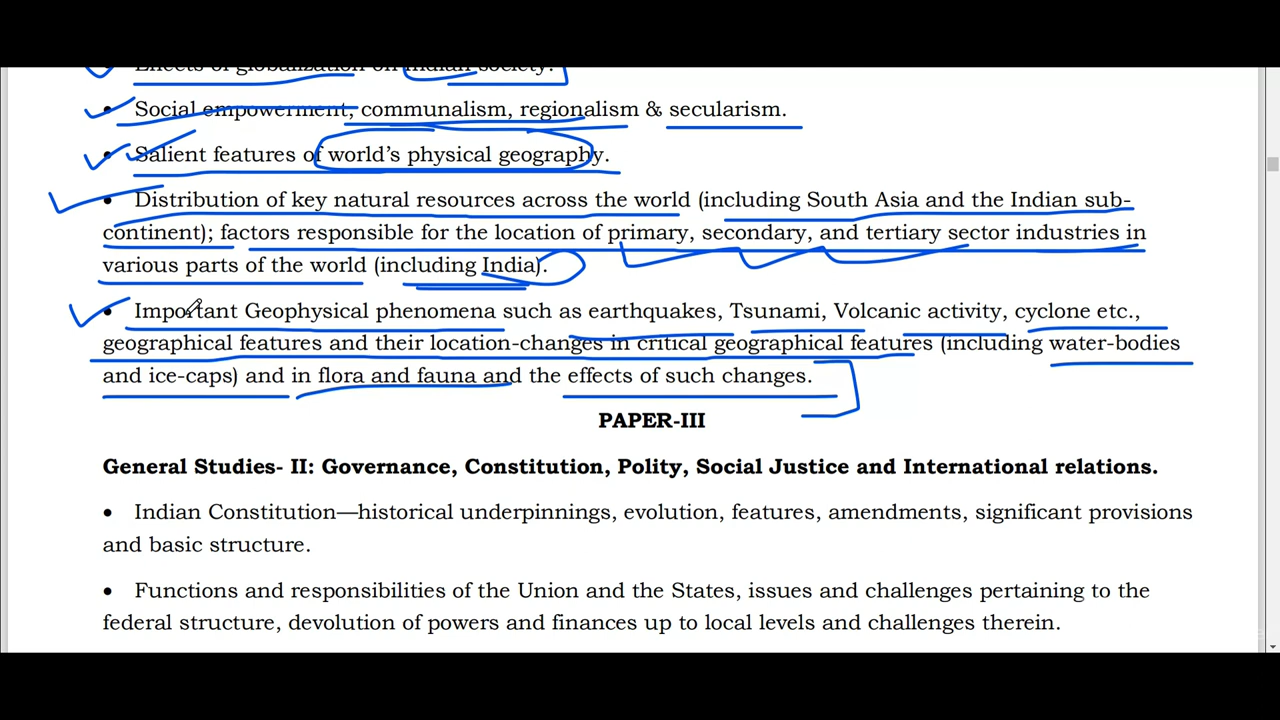 • Effects of globalization on Indian society.
• Social empowerment, communalism, regionalism & secularism.
• Salient features of world's physical geography.
• Distribution of key natural resources across the world (including South Asia and the Indian sub-
continent); factors responsible for the location of primary, secondary, and tertiary sector industries in
various parts of the world (including India).
• Important Geophysical phenomena such as earthquakes, Tsunami, Volcanic activity, cyclone etc.,
geographical features and their location-changes in critical geographical features (including water-bodies
and ice-caps) and in flora and fauna and the effects of such changes.
PAPER-III
General Studies- II: Governance, Constitution, Polity, Social Justice and International relations.
• Indian Constitution—historical underpinnings, evolution, features, amendments, significant provisions
and basic structure.
• Functions and responsibilities of the Union and the States, issues and challenges pertaining to the
federal structure, devolution of powers and finances up to local levels and challenges therein.